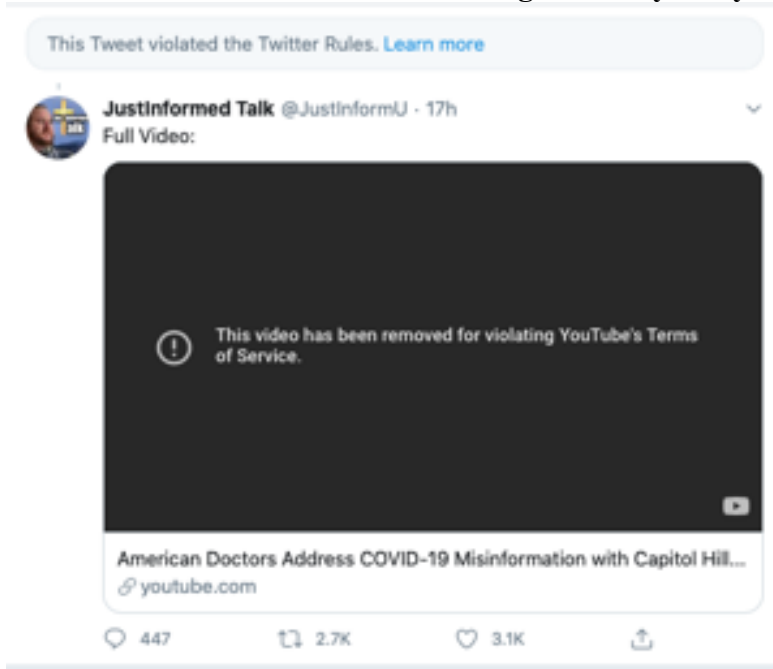 This Tweet violated the Twitter Rules. Learn more
JustInformed Talk @JustInformU · 17h
Full Video:
This video has been removed for violating YouTube's Terms
of Service.
American Doctors Address COVID-19 Misinformation with Capitol Hill...
youtube.com
447 2.7K 3.1K